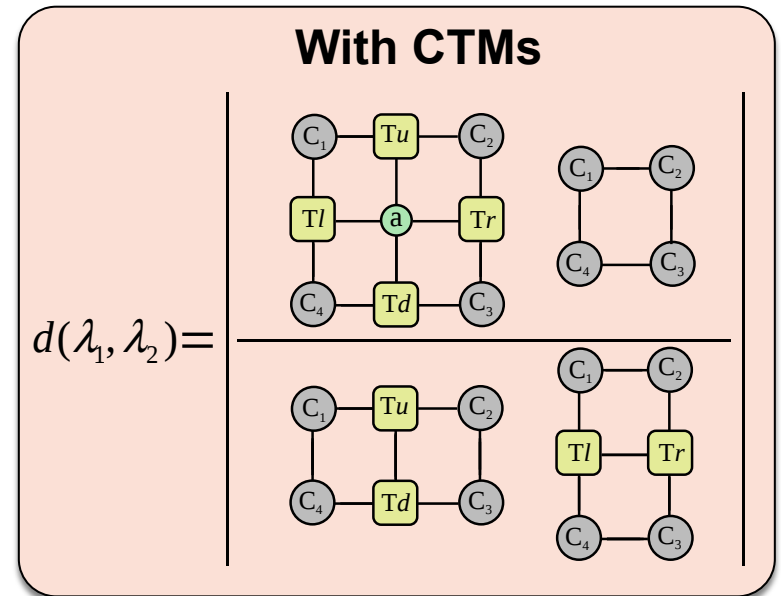 With CTMs
C₁ Tu C₂
C₁ C₂
Tl a Tr
C₄ C₃
C₄ Td C₃
d(λ₁, λ₂)=
C₁ C₂
C₁ Tu C₂
Tl Tr
C₄ Td C₃
C₄ C₃